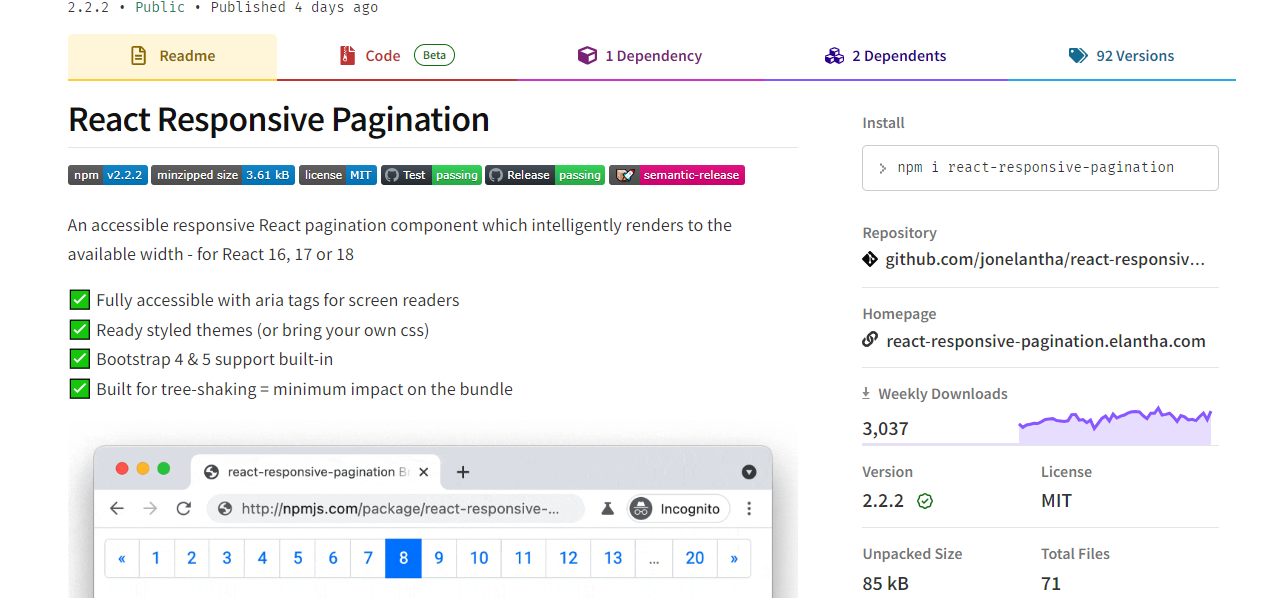 2.2.2 • Public • Published 4 days ago
Readme
Code Beta
1 Dependency
2 Dependents
92 Versions
React Responsive Pagination
npm v2.2.2 minzipped size 3.61 kB license MIT Test passing Release passing semantic-release
An accessible responsive React pagination component which intelligently renders to the
available width - for React 16, 17 or 18
✅ Fully accessible with aria tags for screen readers
✅ Ready styled themes (or bring your own css)
✅ Bootstrap 4 & 5 support built-in
✅ Built for tree-shaking = minimum impact on the bundle
react-responsive-pagination
http://npmjs.com/package/react-responsive-...
Incognito
« 1 2 3 4 5 6 7 8 9 10 11 12 13 ... 20 »
Install
> npm i react-responsive-pagination
Repository
github.com/jonelantha/react-responsiv...
Homepage
react-responsive-pagination.elantha.com
Weekly Downloads
3,037
Version
2.2.2
License
MIT
Unpacked Size
85 kB
Total Files
71